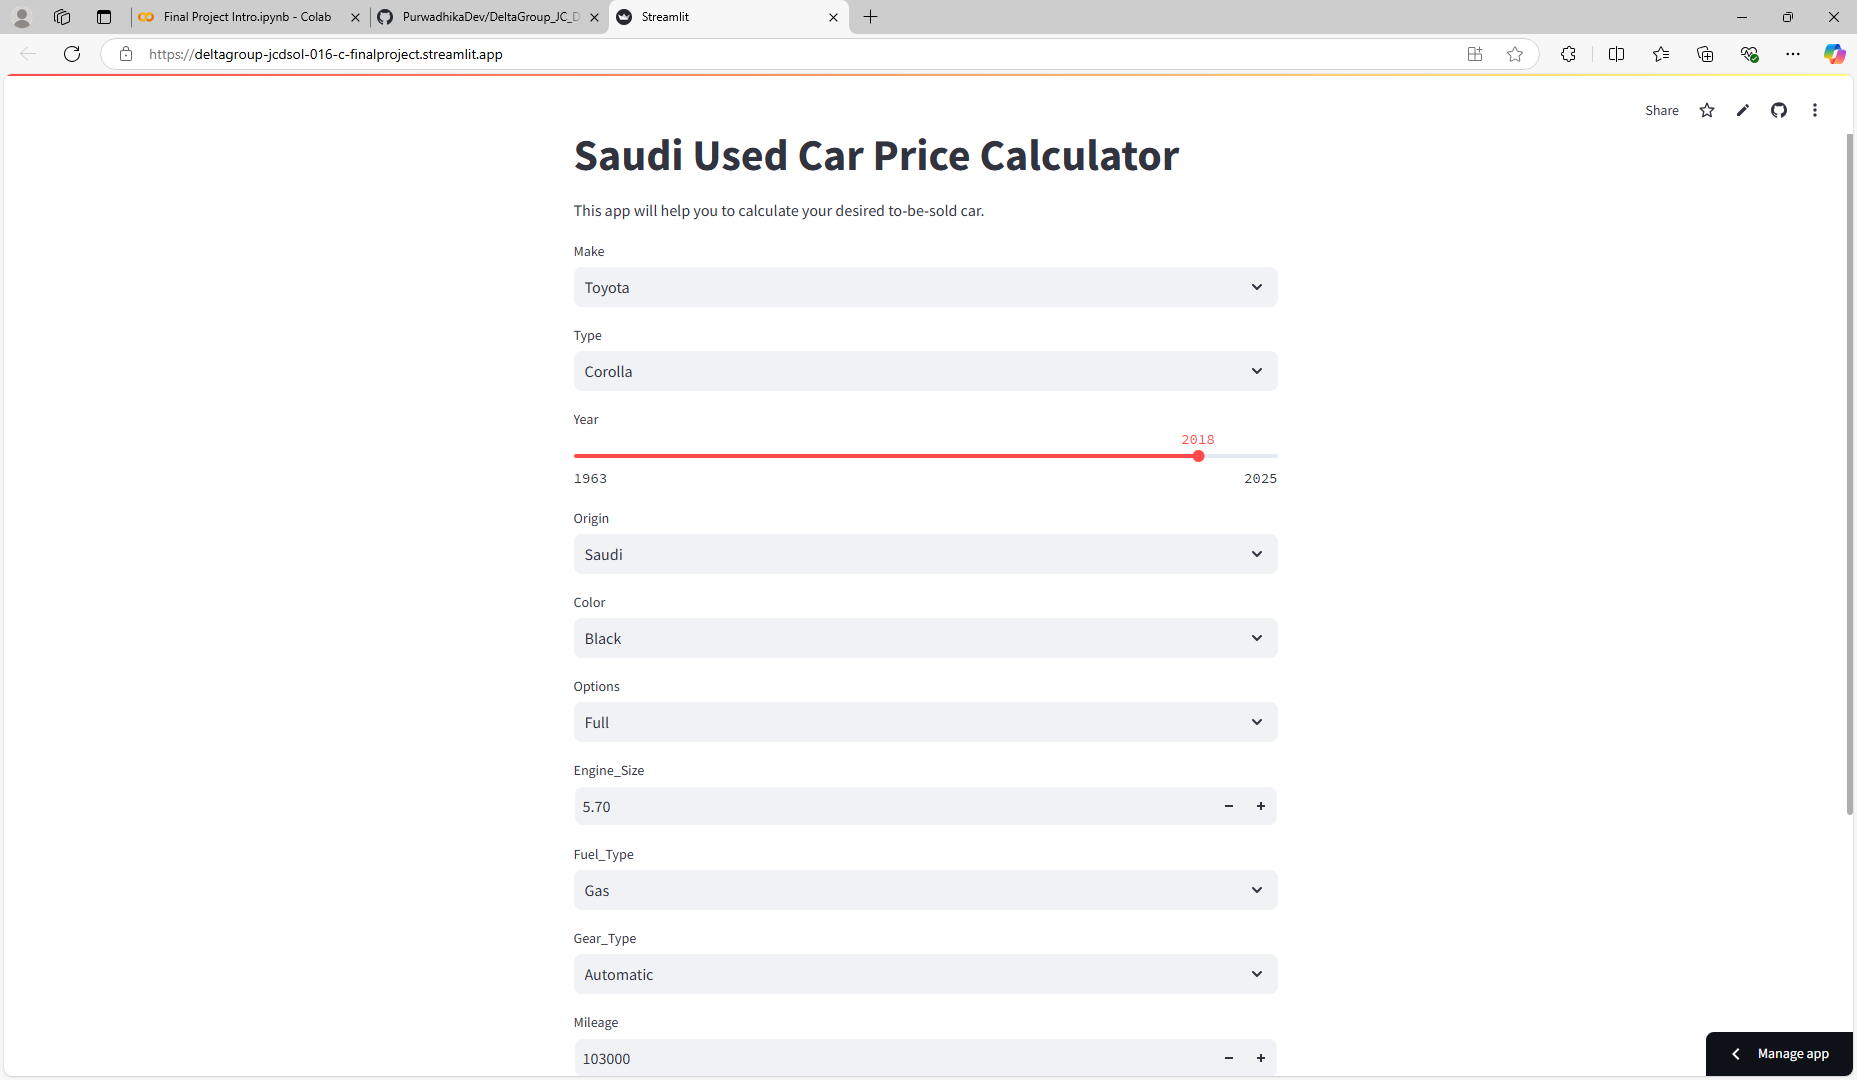 Final Project Intro.ipynb - Colab
PurwadhikaDev/DeltaGroup_JC_D
Streamlit
https://deltagroup-jcdsol-016-c-finalproject.streamlit.app
Share
Saudi Used Car Price Calculator
This app will help you to calculate your desired to-be-sold car.
Make
Toyota
Type
Corolla
Year
2018
1963 2025
Origin
Saudi
Color
Black
Options
Full
Engine_Size
5.70
Fuel_Type
Gas
Gear_Type
Automatic
Mileage
103000
Manage app